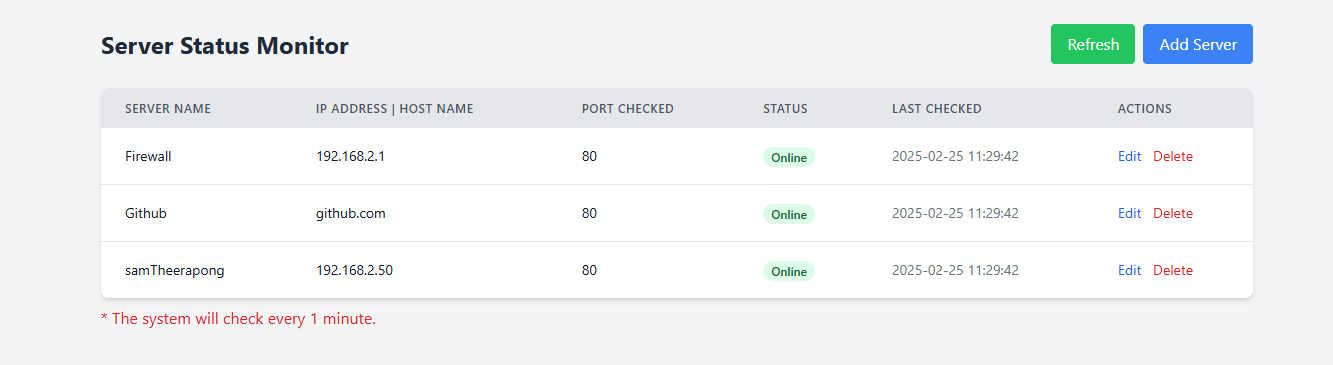 Server Status Monitor Refresh Add Server
SERVER NAME IP ADDRESS | HOST NAME PORT CHECKED STATUS LAST CHECKED ACTIONS
Firewall 192.168.2.1 80 Online 2025-02-25 11:29:42 Edit Delete
Github github.com 80 Online 2025-02-25 11:29:42 Edit Delete
samTheerapong 192.168.2.50 80 Online 2025-02-25 11:29:42 Edit Delete
* The system will check every 1 minute.